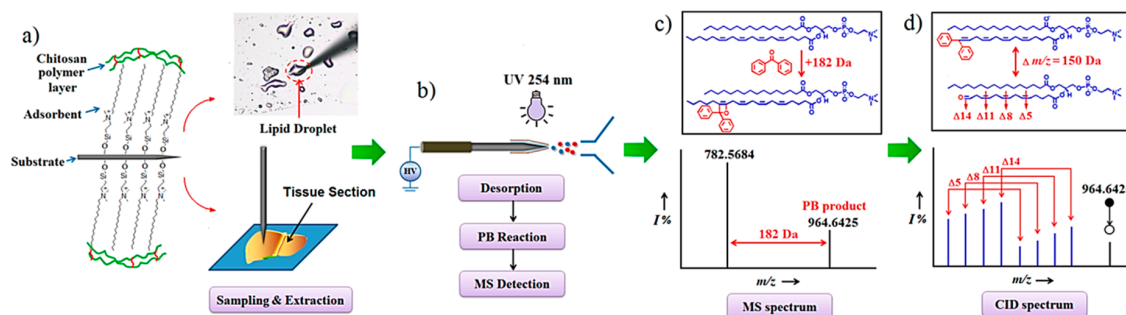 a)
Chitosan
polymer
layer
Adsorbent
Substrate
Lipid Droplet
Tissue Section
Sampling & Extraction
b)
UV 254 nm
HV
Desorption
PB Reaction
MS Detection
c)
+182 Da
782.5684
PB product
964.6425
182 Da
I %
m/z
MS spectrum
d)
Δ m/z = 150 Da
Δ14 Δ11 Δ8 Δ5
Δ14
Δ11
Δ8
Δ5
964.642
I %
m/z
CID spectrum